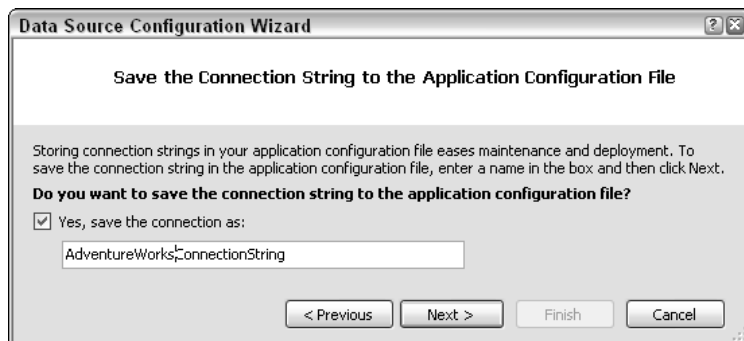 Data Source Configuration Wizard
Save the Connection String to the Application Configuration File
Storing connection strings in your application configuration file eases maintenance and deployment. To
save the connection string in the application configuration file, enter a name in the box and then click Next.
Do you want to save the connection string to the application configuration file?
Yes, save the connection as:
AdventureWorksConnectionString
< Previous Next > Finish Cancel